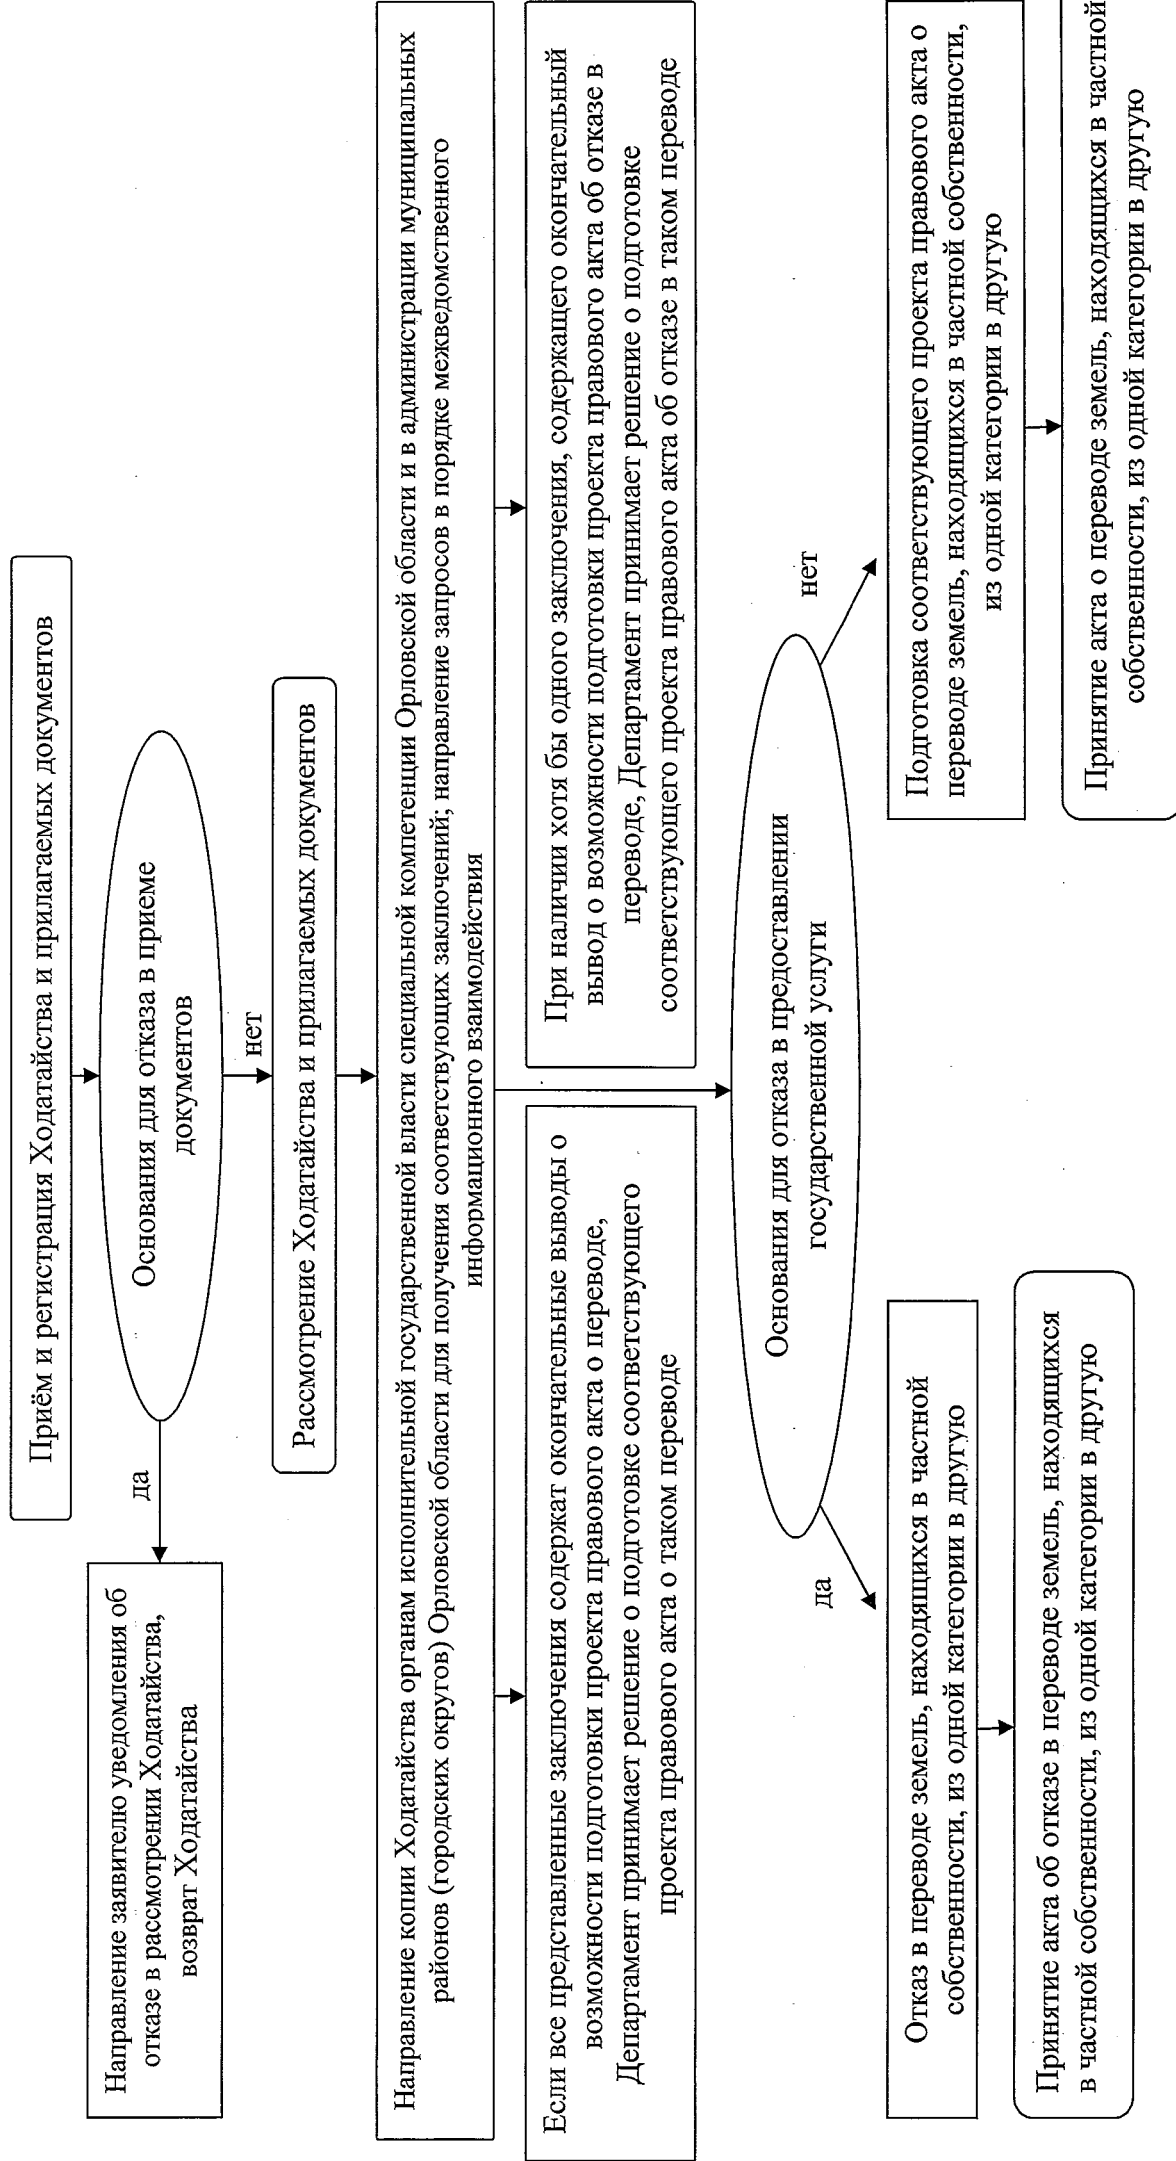 Приём и регистрация Ходатайства и прилагаемых документов
Основания для отказа в приеме
документов
да
нет
Направление заявителю уведомления об
отказе в рассмотрении Ходатайства,
возврат Ходатайства
Рассмотрение Ходатайства и прилагаемых документов
Направление копии Ходатайства органам исполнительной государственной власти специальной компетенции Орловской области и в администрации муниципальных
районов (городских округов) Орловской области для получения соответствующих заключений; направление запросов в порядке межведомственного
информационного взаимодействия
Если все представленные заключения содержат окончательные выводы о
возможности подготовки проекта правового акта о переводе,
Департамент принимает решение о подготовке соответствующего
проекта правового акта о таком переводе
При наличии хотя бы одного заключения, содержащего окончательный
вывод о возможности подготовки проекта правового акта об отказе в
переводе, Департамент принимает решение о подготовке
соответствующего проекта правового акта об отказе в таком переводе
Основания для отказа в предоставлении
государственной услуги
да
нет
Отказ в переводе земель, находящихся в частной
собственности, из одной категории в другую
Принятие акта об отказе в переводе земель, находящихся
в частной собственности, из одной категории в другую
Подготовка соответствующего проекта правового акта о
переводе земель, находящихся в частной собственности,
из одной категории в другую
Принятие акта о переводе земель, находящихся в частной
собственности, из одной категории в другую